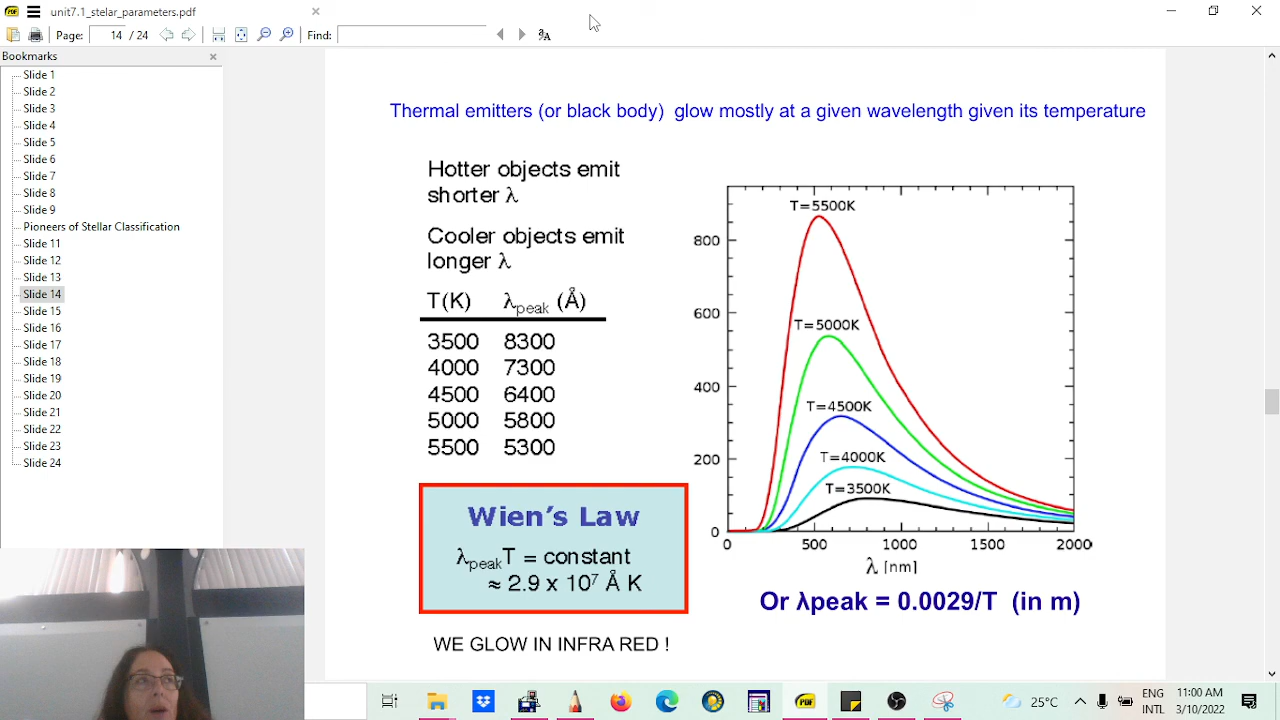 unit7.1_stelar_parameters.pdf
Page: 14 / 24 Find:
Bookmarks
Slide 1
Slide 2
Slide 3
Slide 4
Slide 5
Slide 6
Slide 7
Slide 8
Slide 9
Pioneers of Stellar Classification
Slide 11
Slide 12
Slide 13
Slide 14
Slide 15
Slide 16
Slide 17
Slide 18
Slide 19
Slide 20
Slide 21
Slide 22
Slide 23
Slide 24
Thermal emitters (or black body) glow mostly at a given wavelength given its temperature
Hotter objects emit
shorter λ
Cooler objects emit
longer λ
T(K) λpeak (Å)
3500 8300
4000 7300
4500 6400
5000 5800
5500 5300
Wien's Law
λpeakT = constant
≈ 2.9 x 10⁷ Å K
WE GLOW IN INFRA RED !
T=5500K
T=5000K
T=4500K
T=4000K
T=3500K
800
600
400
200
0
0 500 1000 1500 2000
λ [nm]
Or λpeak = 0.0029/T (in m)
25°C
ENG
INTL
11:00 AM
3/10/2022